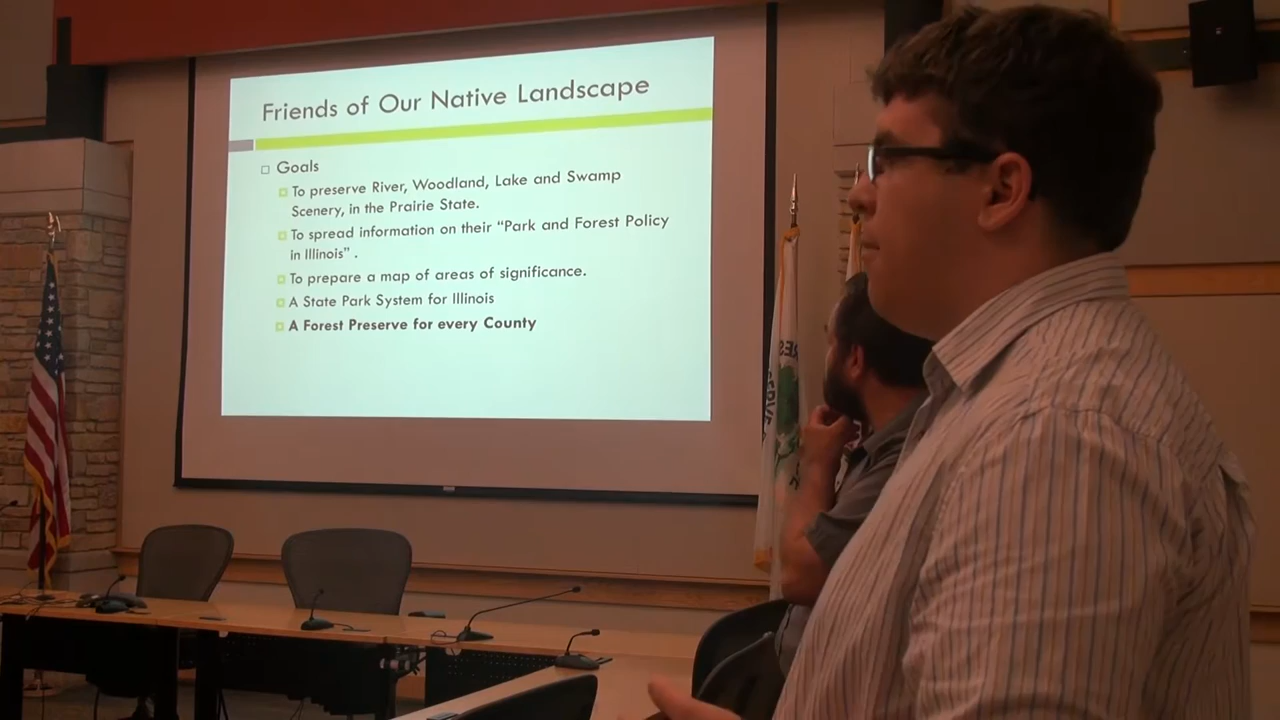 Friends of Our Native Landscape
Goals
To preserve River, Woodland, Lake and Swamp
Scenery, in the Prairie State.
To spread information on their “Park and Forest Policy
in Illinois” .
To prepare a map of areas of significance.
A State Park System for Illinois
A Forest Preserve for every County